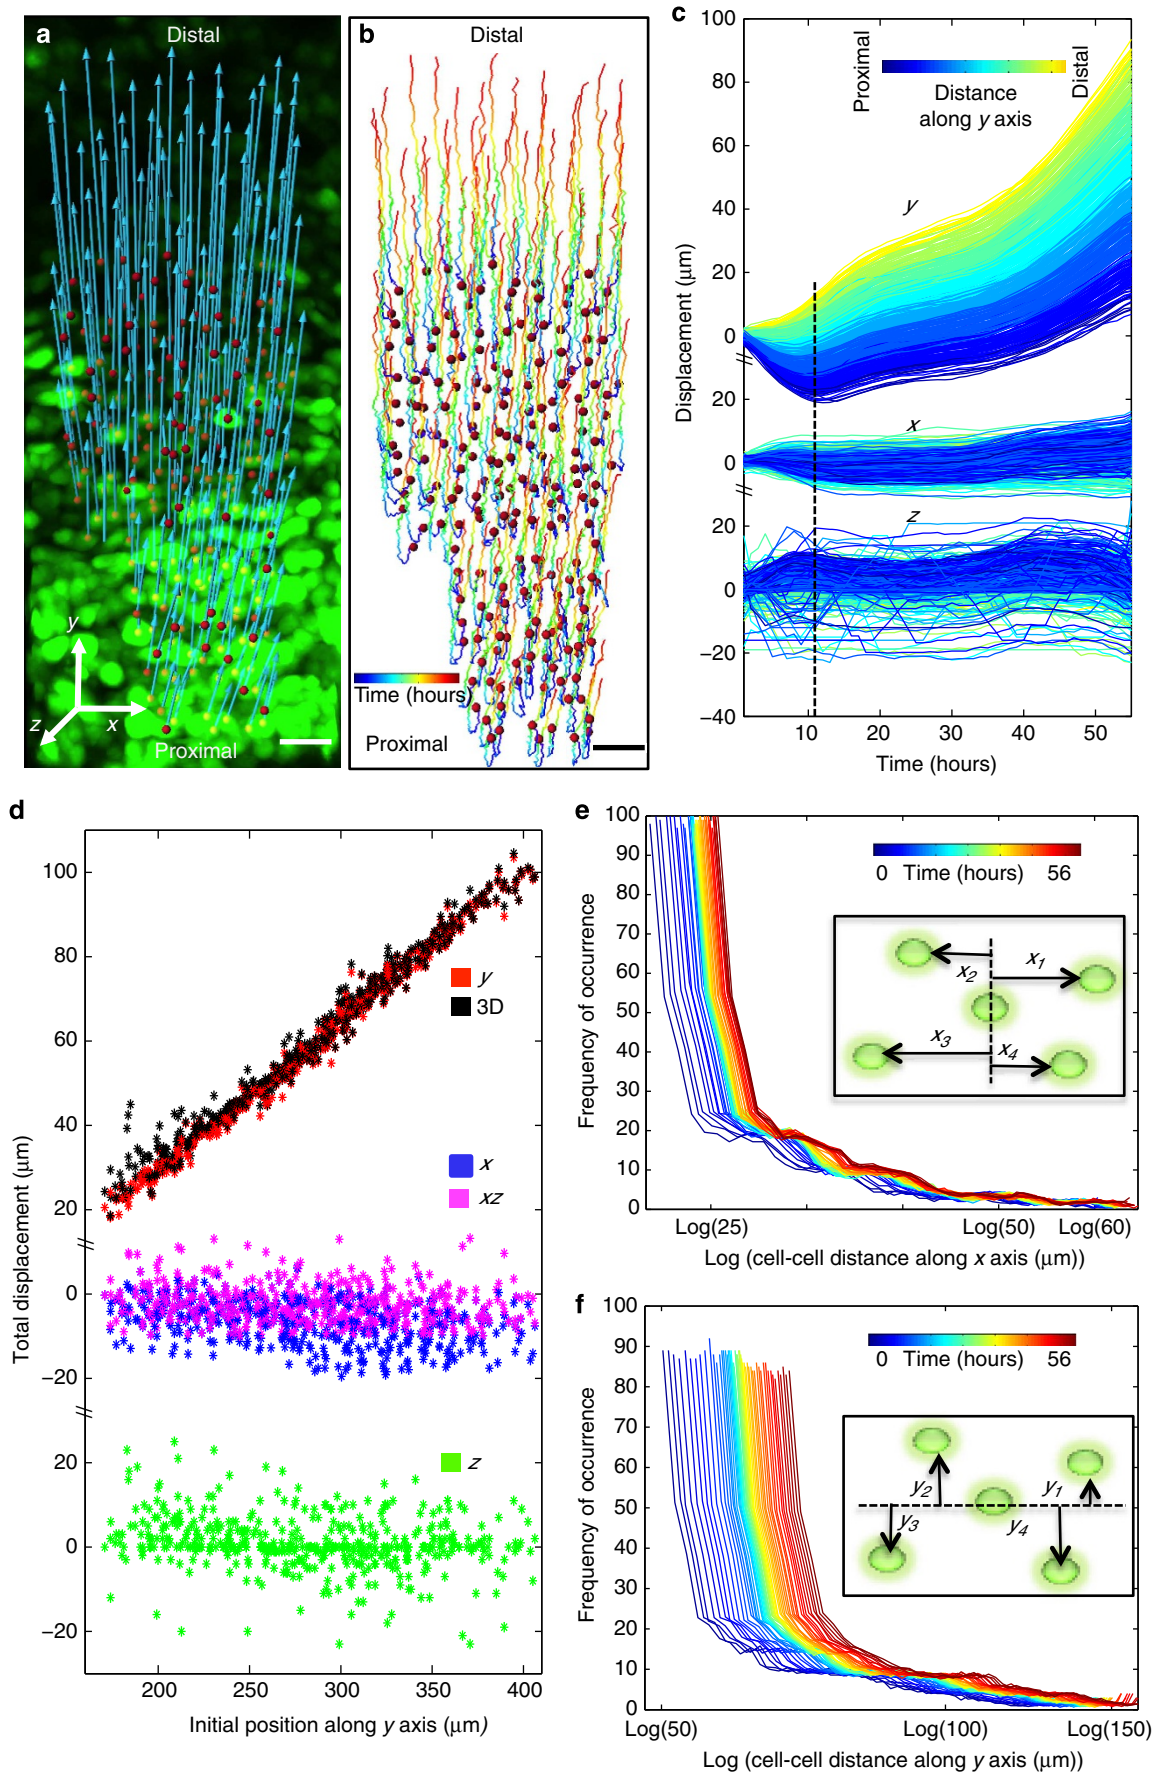 a
Distal
y
z
x
Proximal
b
Distal
Time (hours)
Proximal
c
100
80
60
40
20
0
20
0
20
0
−20
−40
Displacement (μm)
Proximal
Distal
Distance
along y axis
y
x
z
10
20
30
40
50
Time (hours)
d
100
80
60
40
20
0
−20
20
0
−20
Total displacement (μm)
y
3D
x
xz
z
200
250
300
350
400
Initial position along y axis (μm)
e
100
90
80
70
60
50
40
30
20
10
0
Frequency of occurrence
0 Time (hours) 56
x1
x2
x3
x4
Log(25)
Log(50)
Log(60)
Log (cell-cell distance along x axis (μm))
f
100
90
80
70
60
50
40
30
20
10
0
Frequency of occurrence
0 Time (hours) 56
y2
y1
y3
y4
Log(50)
Log(100)
Log(150)
Log (cell-cell distance along y axis (μm))